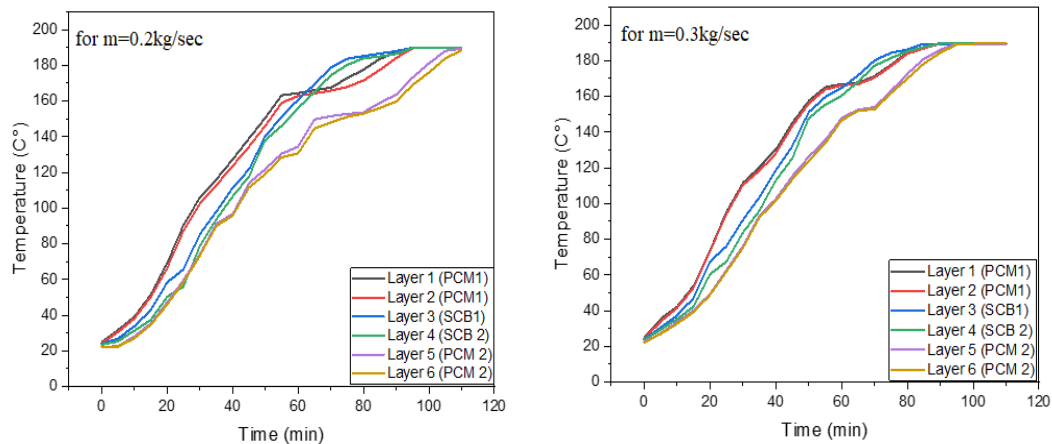 for m=0.2kg/sec
Temperature (C°)
200
180
160
140
120
100
80
60
40
20
0
Layer 1 (PCM1)
Layer 2 (PCM1)
Layer 3 (SCB1)
Layer 4 (SCB 2)
Layer 5 (PCM 2)
Layer 6 (PCM 2)
0 20 40 60 80 100 120
Time (min)
for m=0.3kg/sec
Temperature (C°)
200
180
160
140
120
100
80
60
40
20
0
Layer 1 (PCM1)
Layer 2 (PCM1)
Layer 3 (SCB1)
Layer 4 (SCB 2)
Layer 5 (PCM 2)
Layer 6 (PCM 2)
0 20 40 60 80 100 120
Time (min)